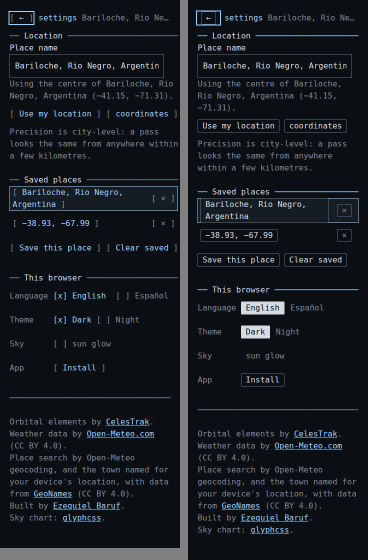 [ ← ] settings Bariloche, Rio Ne…
Location
Place name
Bariloche, Río Negro, Argentin
Using the centre of Bariloche, Río
Negro, Argentina (−41.15, −71.31).
[ Use my location ] [ coordinates ]
Precision is city-level: a pass
looks the same from anywhere within
a few kilometres.
Saved places
[ Bariloche, Río Negro,
Argentina ] [ × ]
[ −38.93, −67.99 ] [ × ]
[ Save this place ] [ Clear saved ]
This browser
Language [x] English [ ] Español
Theme [x] Dark [ ] Night
Sky [ ] sun glow
App [ Install ]
Orbital elements by CelesTrak.
Weather data by Open-Meteo.com
(CC BY 4.0).
Place search by Open-Meteo
geocoding, and the town named for
your device's location, with data
from GeoNames (CC BY 4.0).
Built by Ezequiel Baruf.
Sky chart: glyphcss.
[ ← ] settings Bariloche, Rio Ne…
Location
Place name
Bariloche, Río Negro, Argentin
Using the centre of Bariloche, Río
Negro, Argentina (−41.15,
−71.31).
Use my location coordinates
Precision is city-level: a pass
looks the same from anywhere
within a few kilometres.
Saved places
Bariloche, Río Negro,
Argentina ×
−38.93, −67.99 ×
Save this place Clear saved
This browser
Language English Español
Theme Dark Night
Sky sun glow
App Install
Orbital elements by CelesTrak.
Weather data by Open-Meteo.com
(CC BY 4.0).
Place search by Open-Meteo
geocoding, and the town named for
your device's location, with data
from GeoNames (CC BY 4.0).
Built by Ezequiel Baruf.
Sky chart: glyphcss.